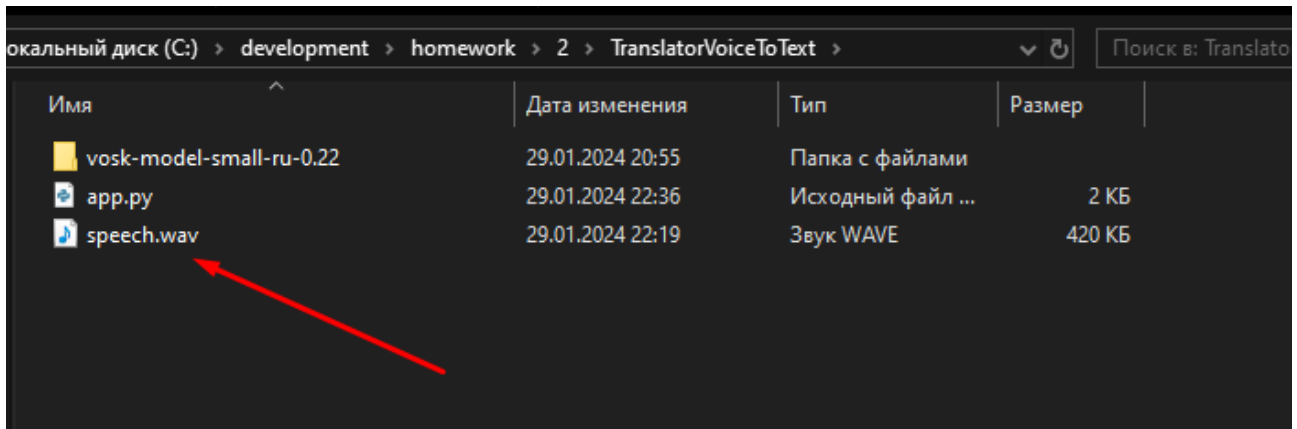 окальный диск (C:) > development > homework > 2 > TranslatorVoiceToText > Поиск в: Translato
Имя Дата изменения Тип Размер
vosk-model-small-ru-0.22 29.01.2024 20:55 Папка с файлами
app.py 29.01.2024 22:36 Исходный файл ... 2 КБ
speech.wav 29.01.2024 22:19 Звук WAVE 420 КБ